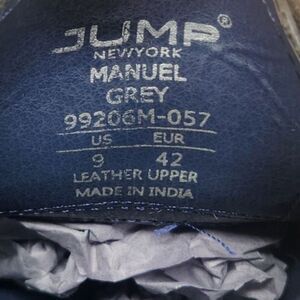 JUMP®
NEWYORK
MANUEL
GREY
99206M-057
US EUR
9 42
LEATHER UPPER
MADE IN INDIA